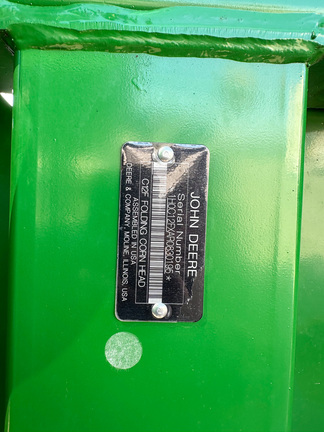 JOHN DEERE
Serial Number
C12F FOLDING CORN HEAD
ASSEMBLED IN USA
DEERE & COMPANY, MOLINE, ILLINOIS, USA